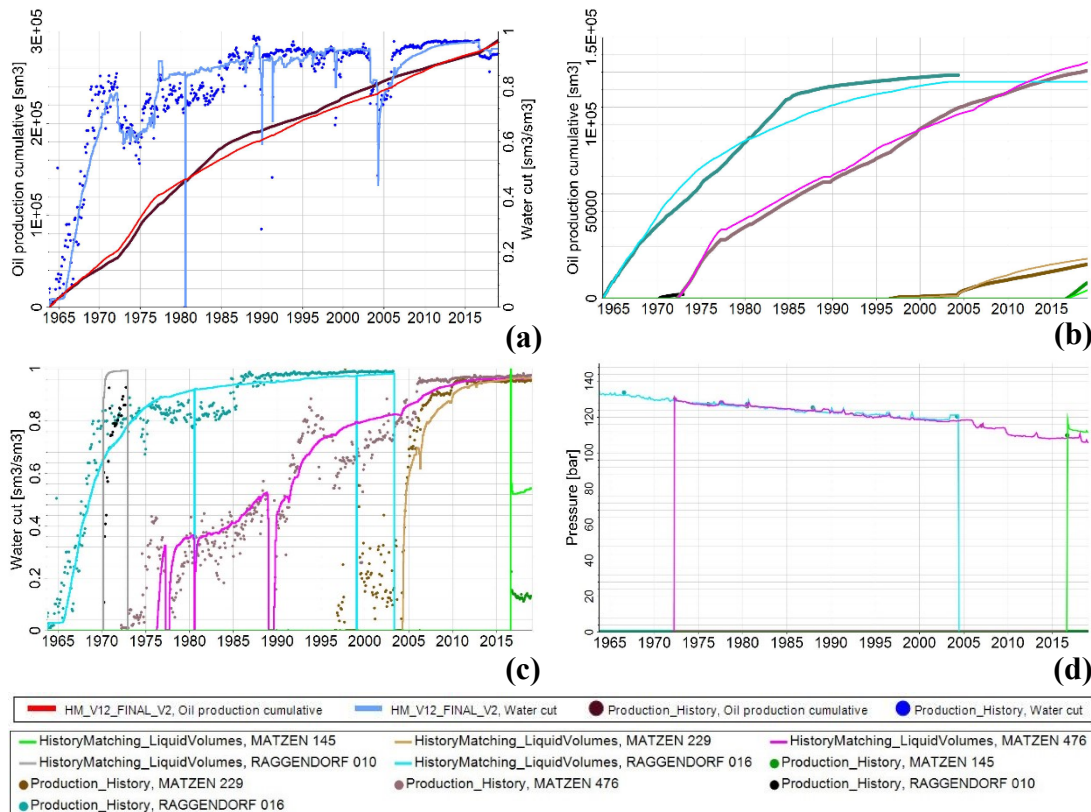 3E+05
2E+05
1E+05
0
Oil production cumulative [sm3]
1
0.8
0.6
0.4
0.2
0
Water cut [sm3/sm3]
1965 1970 1975 1980 1985 1990 1995 2000 2005 2010 2015
(a)
1.5E+05
1E+05
50000
0
Oil production cumulative [sm3]
1965 1970 1975 1980 1985 1990 1995 2000 2005 2010 2015
(b)
1
0.8
0.6
0.4
0.2
0
Water cut [sm3/sm3]
1965 1970 1975 1980 1985 1990 1995 2000 2005 2010 2015
(c)
140
120
100
80
60
40
20
0
Pressure [bar]
1965 1970 1975 1980 1985 1990 1995 2000 2005 2010 2015
(d)
HM_V12_FINAL_V2, Oil production cumulative HM_V12_FINAL_V2, Water cut Production_History, Oil production cumulative Production_History, Water cut
HistoryMatching_LiquidVolumes, MATZEN 145 HistoryMatching_LiquidVolumes, MATZEN 229 HistoryMatching_LiquidVolumes, MATZEN 476
HistoryMatching_LiquidVolumes, RAGGENDORF 010 HistoryMatching_LiquidVolumes, RAGGENDORF 016 Production_History, MATZEN 145
Production_History, MATZEN 229 Production_History, MATZEN 476 Production_History, RAGGENDORF 010
Production_History, RAGGENDORF 016